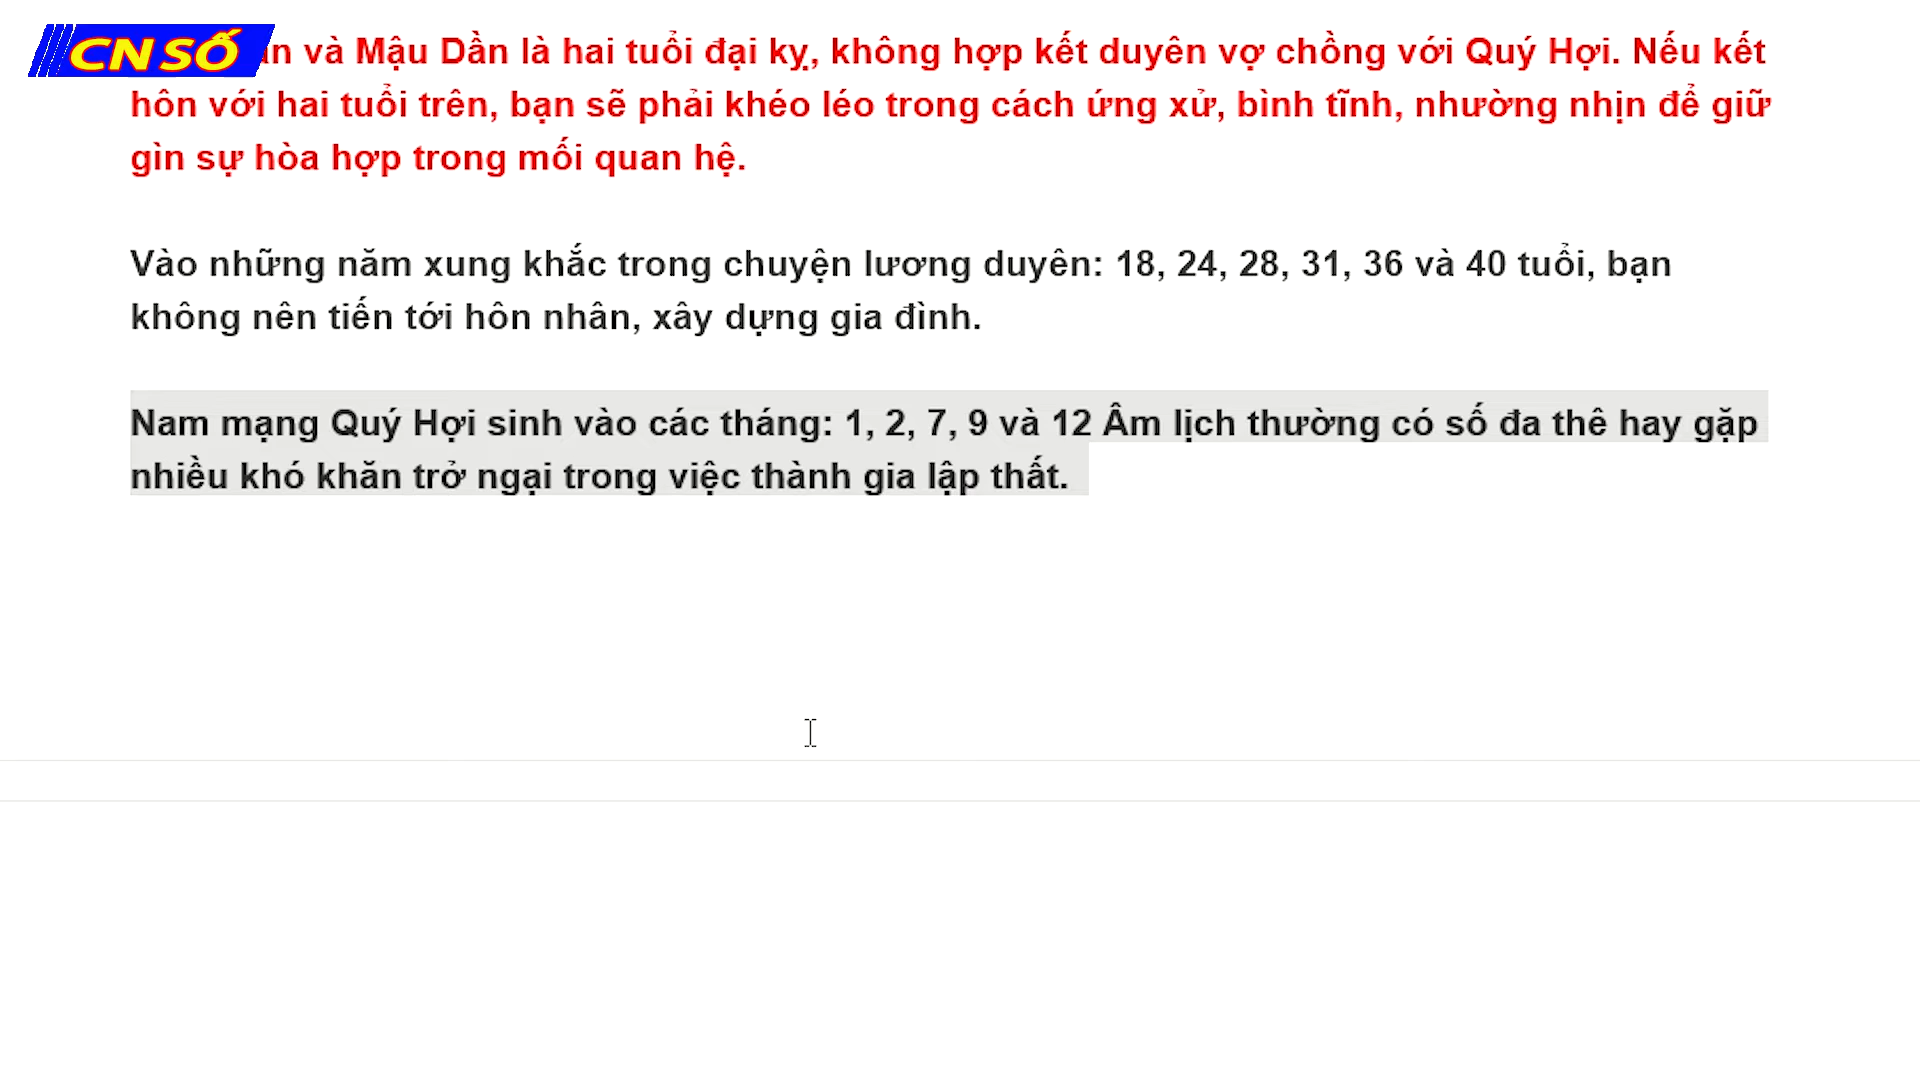 CN SỐ
và Mậu Dần là hai tuổi đại kỵ, không hợp kết duyên vợ chồng với Quý Hợi. Nếu kết
hôn với hai tuổi trên, bạn sẽ phải khéo léo trong cách ứng xử, bình tĩnh, nhường nhịn để giữ
gìn sự hòa hợp trong mối quan hệ.
Vào những năm xung khắc trong chuyện lương duyên: 18, 24, 28, 31, 36 và 40 tuổi, bạn
không nên tiến tới hôn nhân, xây dựng gia đình.
Nam mạng Quý Hợi sinh vào các tháng: 1, 2, 7, 9 và 12 Âm lịch thường có số đa thê hay gặp
nhiều khó khăn trở ngại trong việc thành gia lập thất.